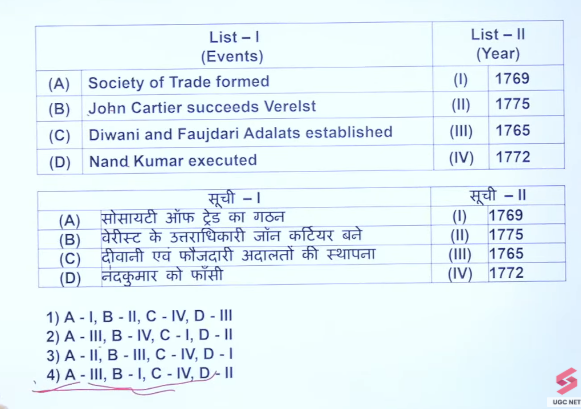 List – I List – II
(Events) (Year)
(A) Society of Trade formed (I) 1769
(B) John Cartier succeeds Verelst (II) 1775
(C) Diwani and Faujdari Adalats established (III) 1765
(D) Nand Kumar executed (IV) 1772
सूची – I सूची – II
(A) सोसायटी ऑफ ट्रेड का गठन (I) 1769
(B) वेरीस्ट के उत्तराधिकारी जॉन कर्टियर बने (II) 1775
(C) दीवानी एवं फौजदारी अदालतों की स्थापना (III) 1765
(D) नंदकुमार को फाँसी (IV) 1772
1) A - I, B - II, C - IV, D - III
2) A - III, B - IV, C - I, D - II
3) A - II, B - III, C - IV, D - I
4) A - III, B - I, C - IV, D - II
UGC NET